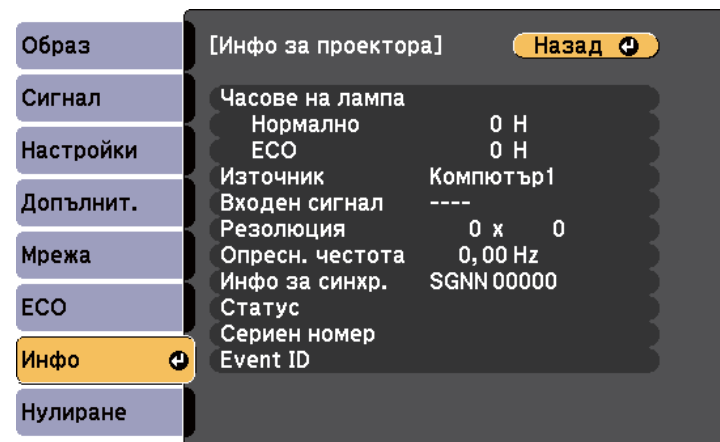 Образ
Сигнал
Настройки
Допълнит.
Мрежа
ECO
Инфо
Нулиране
[Инфо за проектора] Назад
Часове на лампа
Нормално 0 H
ECO 0 H
Източник Компютър1
Входен сигнал ----
Резолюция 0 x 0
Опресн. честота 0,00 Hz
Инфо за синхр. SGNN 00000
Статус
Сериен номер
Event ID